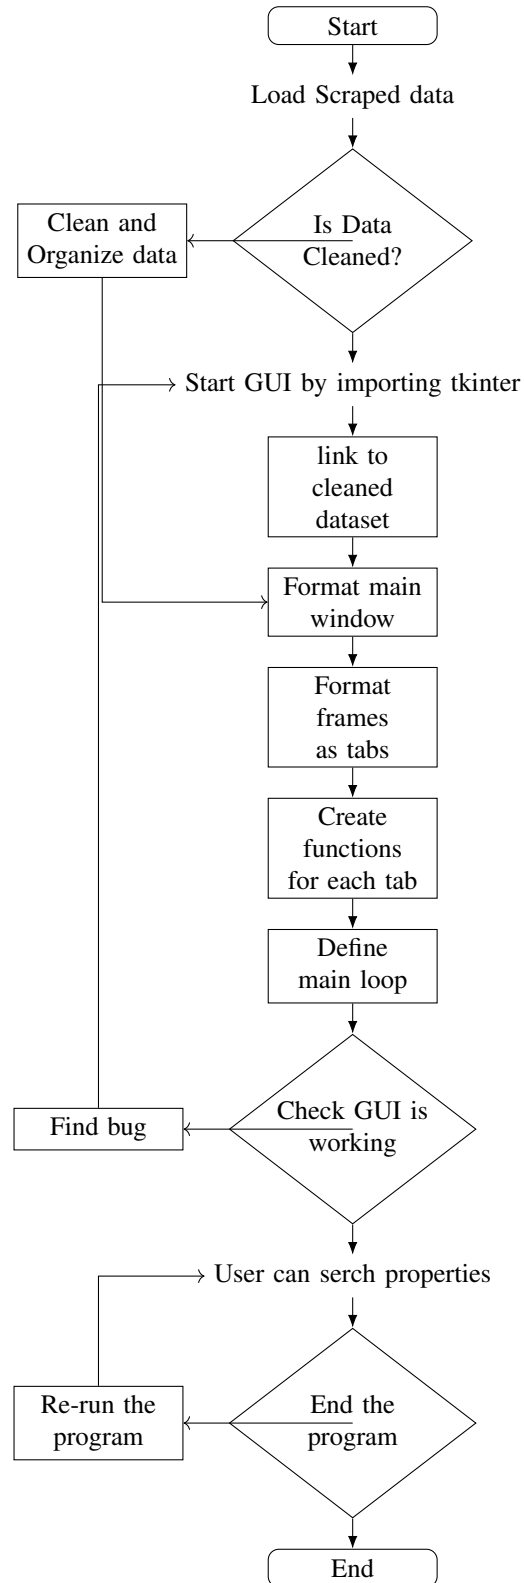 Start
Load Scraped data
Is Data
Cleaned?
Clean and
Organize data
Start GUI by importing tkinter
link to
cleaned
dataset
Format main
window
Format
frames
as tabs
Create
functions
for each tab
Define
main loop
Check GUI is
working
Find bug
User can serch properties
End the
program
Re-run the
program
End